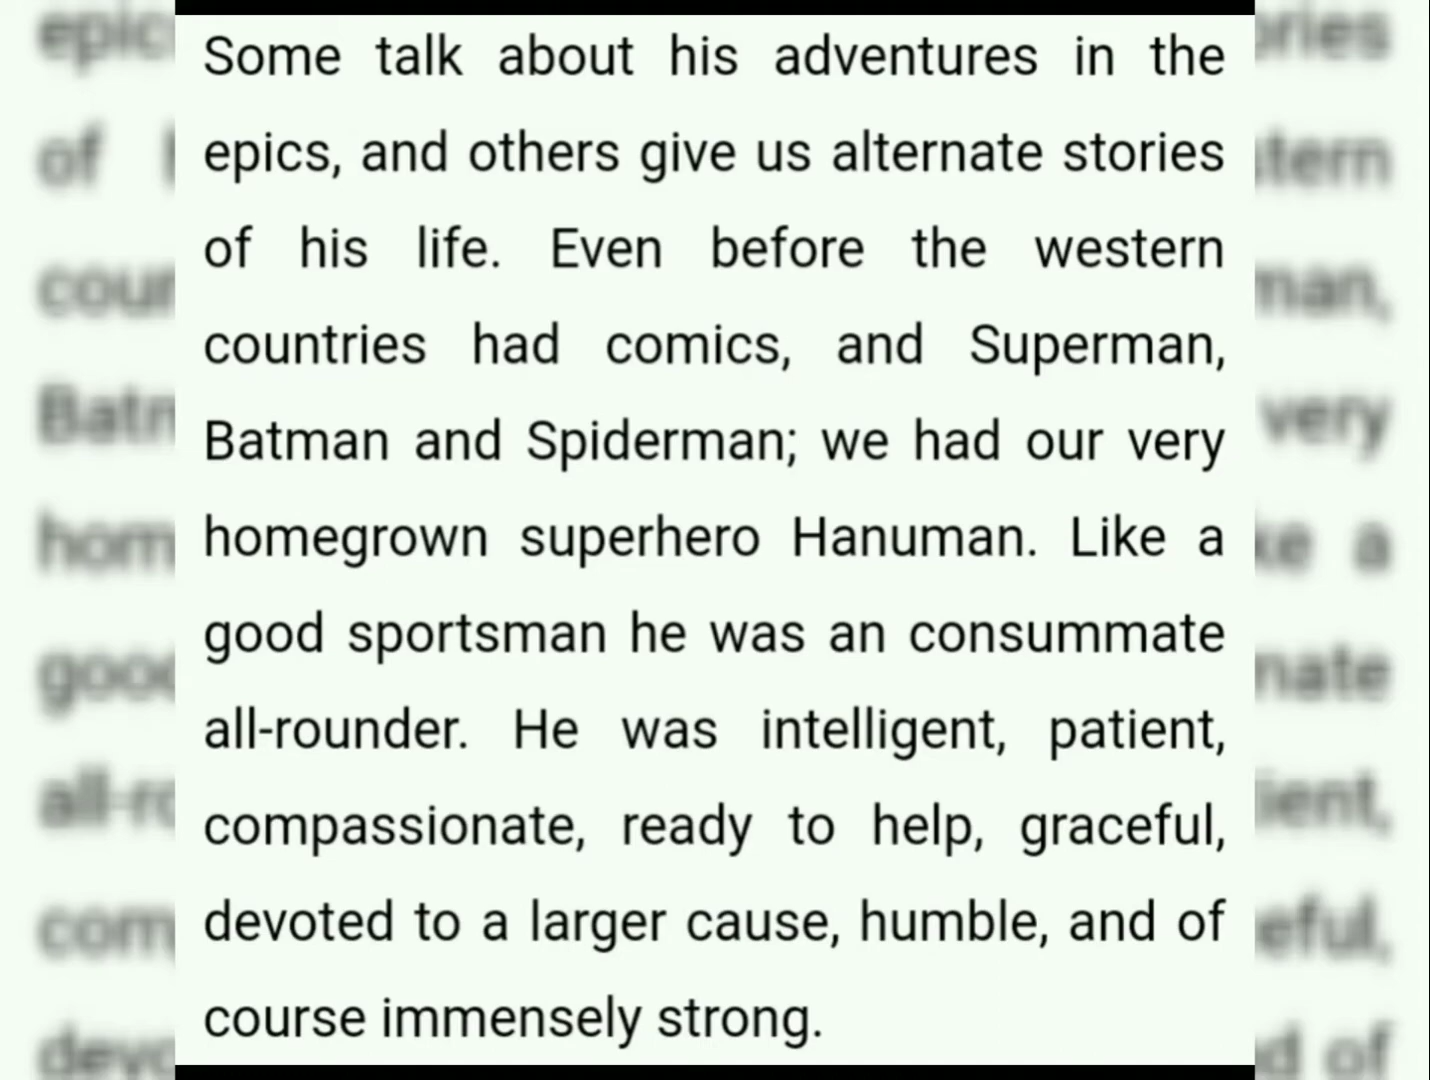 Some talk about his adventures in the
epics, and others give us alternate stories
of his life. Even before the western
countries had comics, and Superman,
Batman and Spiderman; we had our very
homegrown superhero Hanuman. Like a
good sportsman he was an consummate
all-rounder. He was intelligent, patient,
compassionate, ready to help, graceful,
devoted to a larger cause, humble, and of
course immensely strong.